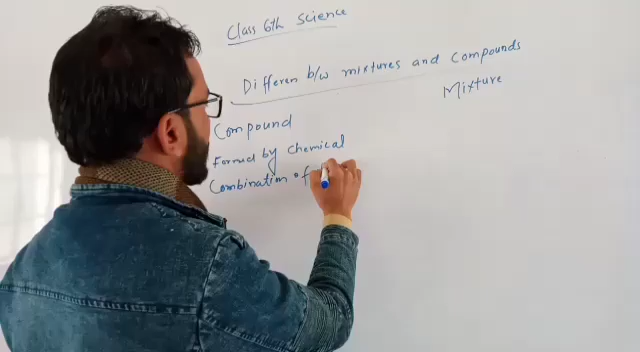 Class 6th Science
Differen b/w mixtures and Compounds
Mixture
Compound
Formed by Chemical
Combination of